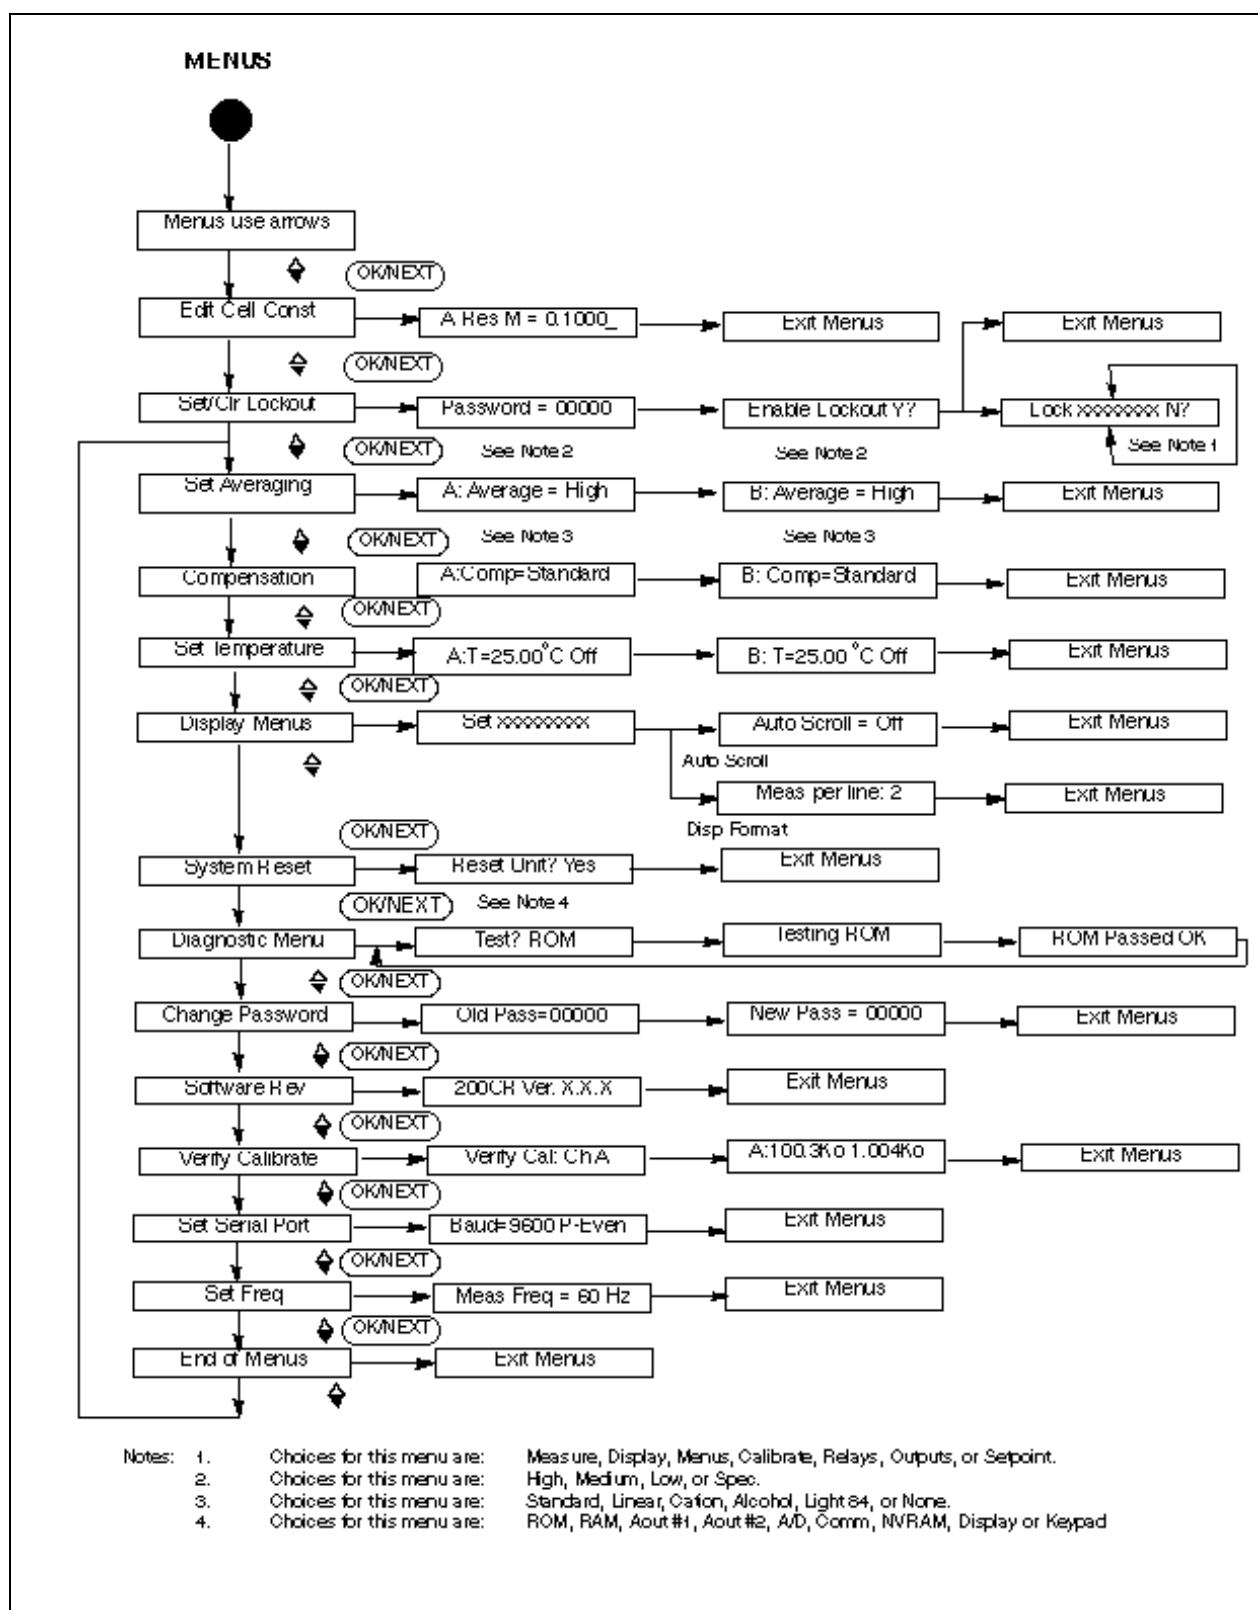 MENUS
Menus use arrows
OK/NEXT
Edit Cell Const
A Res M = 0.1000_
Exit Menus
Exit Menus
OK/NEXT
Set/Clr Lockout
Password = 00000
Enable Lockout Y?
Lock xxxxxxxx N?
OK/NEXT
See Note 2
See Note 2
See Note 1
Set Averaging
A: Average = High
B: Average = High
Exit Menus
OK/NEXT
See Note 3
See Note 3
Compensation
A:Comp=Standard
B: Comp=Standard
Exit Menus
OK/NEXT
Set Temperature
A:T=25.00°C Off
B: T=25.00 °C Off
Exit Menus
OK/NEXT
Display Menus
Set xxxxxxxxx
Auto Scroll = Off
Exit Menus
Auto Scroll
Meas per line: 2
Exit Menus
OK/NEXT
Disp Format
System Reset
Reset Unit? Yes
Exit Menus
OK/NEXT
See Note 4
Diagnostic Menu
Test? ROM
Testing ROM
ROM Passed OK
OK/NEXT
Change Password
Old Pass=00000
New Pass = 00000
Exit Menus
OK/NEXT
Software Rev
200CR Ver. X.X.X
Exit Menus
OK/NEXT
Verify Calibrate
Verify Cal: Ch A
A:100.3Ko 1.004Ko
Exit Menus
OK/NEXT
Set Serial Port
Baud=9600 P-Even
Exit Menus
OK/NEXT
Set Freq
Meas Freq = 60 Hz
Exit Menus
OK/NEXT
End of Menus
Exit Menus
Notes: 1. Choices for this menu are: Measure, Display, Menus, Calibrate, Relays, Outputs, or Setpoint.
2. Choices for this menu are: High, Medium, Low, or Spec.
3. Choices for this menu are: Standard, Linear, Cation, Alcohol, Light 84, or None.
4. Choices for this menu are: ROM, RAM, Aout #1, Aout #2, A/D, Comm, NVRAM, Display or Keypad